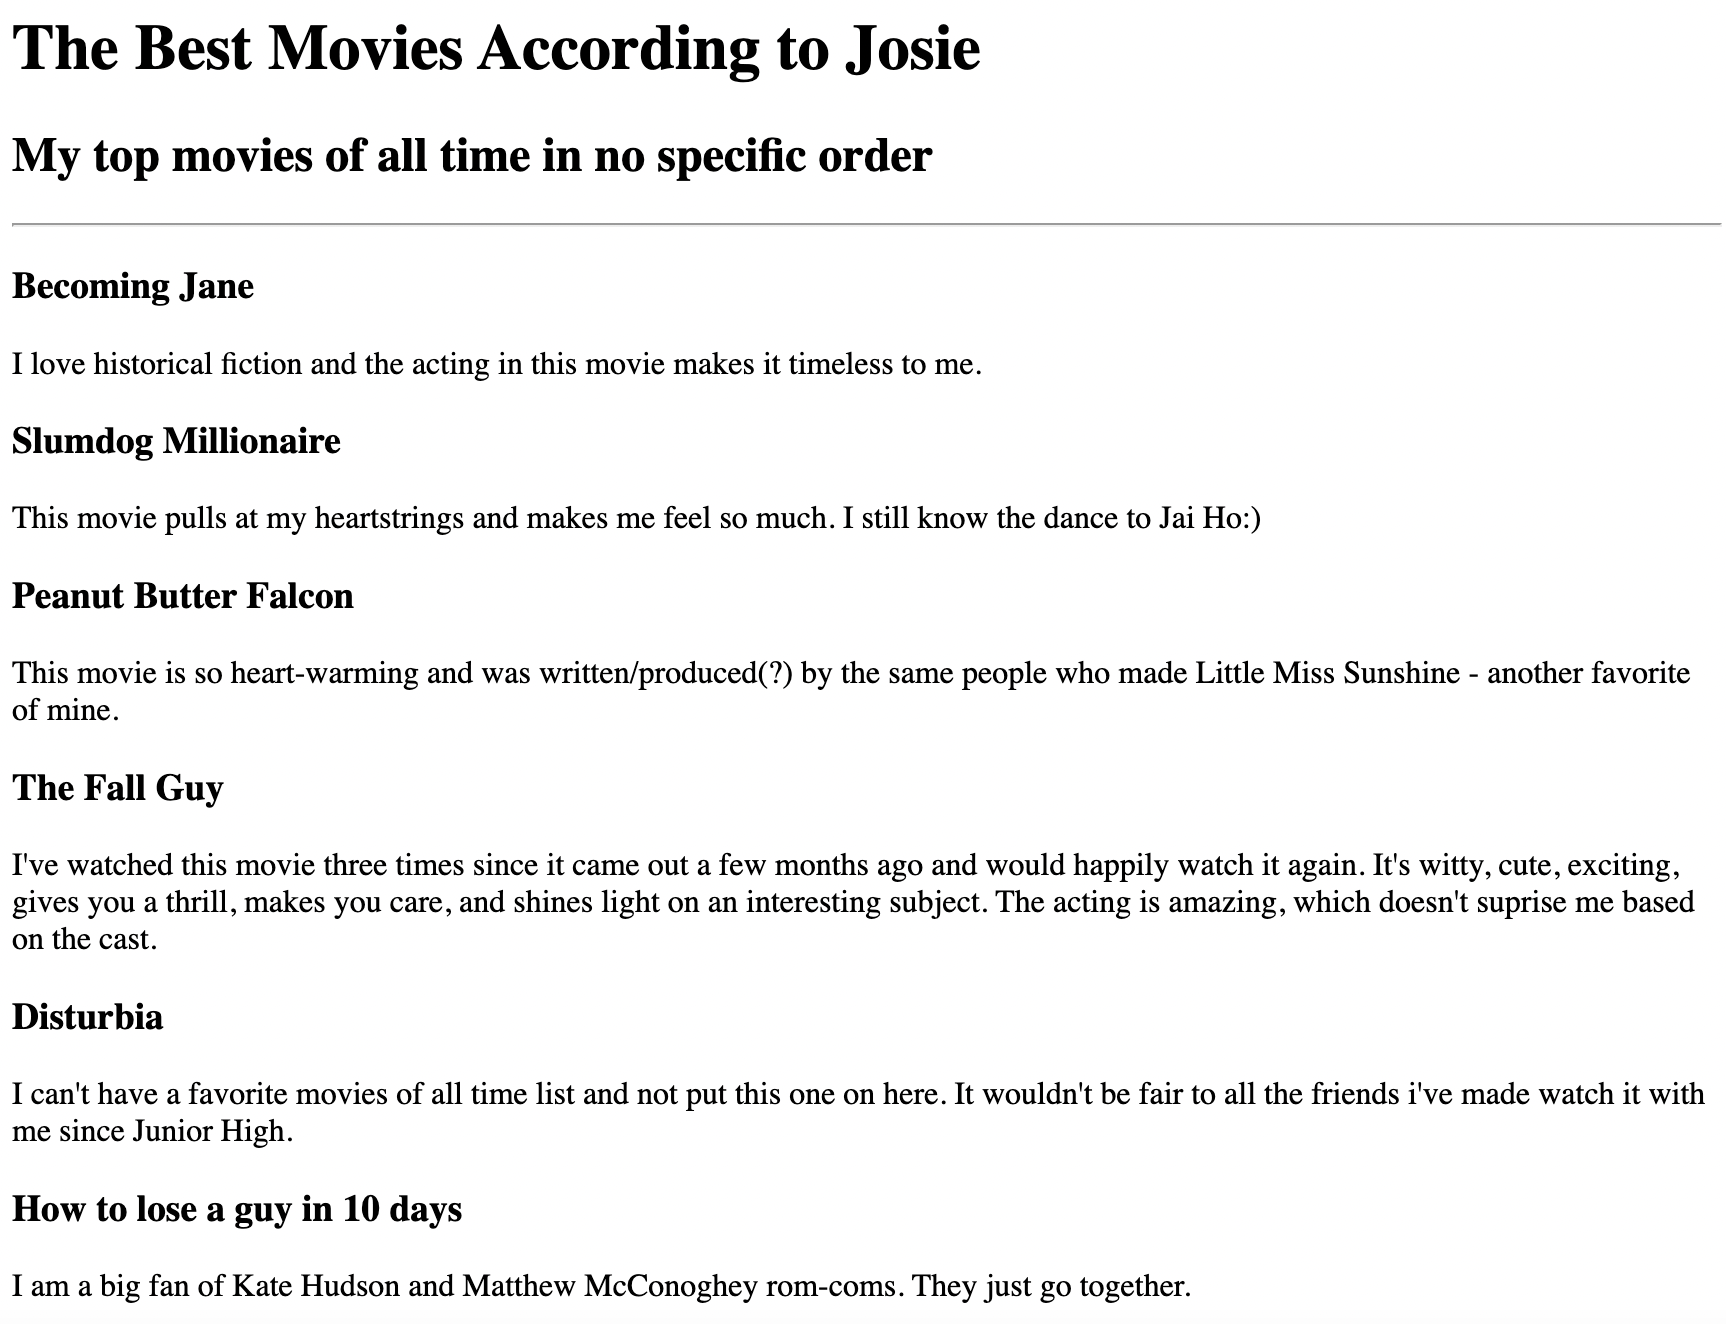 The Best Movies According to Josie
My top movies of all time in no specific order
Becoming Jane
I love historical fiction and the acting in this movie makes it timeless to me.
Slumdog Millionaire
This movie pulls at my heartstrings and makes me feel so much. I still know the dance to Jai Ho:)
Peanut Butter Falcon
This movie is so heart-warming and was written/produced(?) by the same people who made Little Miss Sunshine - another favorite
of mine.
The Fall Guy
I've watched this movie three times since it came out a few months ago and would happily watch it again. It's witty, cute, exciting,
gives you a thrill, makes you care, and shines light on an interesting subject. The acting is amazing, which doesn't suprise me based
on the cast.
Disturbia
I can't have a favorite movies of all time list and not put this one on here. It wouldn't be fair to all the friends i've made watch it with
me since Junior High.
How to lose a guy in 10 days
I am a big fan of Kate Hudson and Matthew McConoghey rom-coms. They just go together.